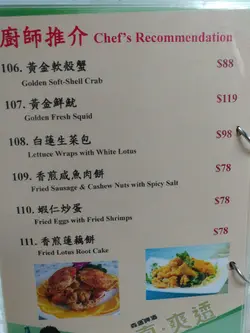 廚師推介 Chef's Recommendation
106. 黃金軟殼蟹 $88
Golden Soft-Shell Crab
107. 黃金鮮魷 $119
Golden Fresh Squid
108. 白蓮生菜包 $98
Lettuce Wraps with White Lotus
109. 香煎咸魚肉餅 $78
Fried Sausage & Cashew Nuts with Spicy Salt
110. 蝦仁炒蛋 $78
Fried Eggs with Fried Shrimps
111. 香煎蓮藕餅 $78
Fried Lotus Root Cake